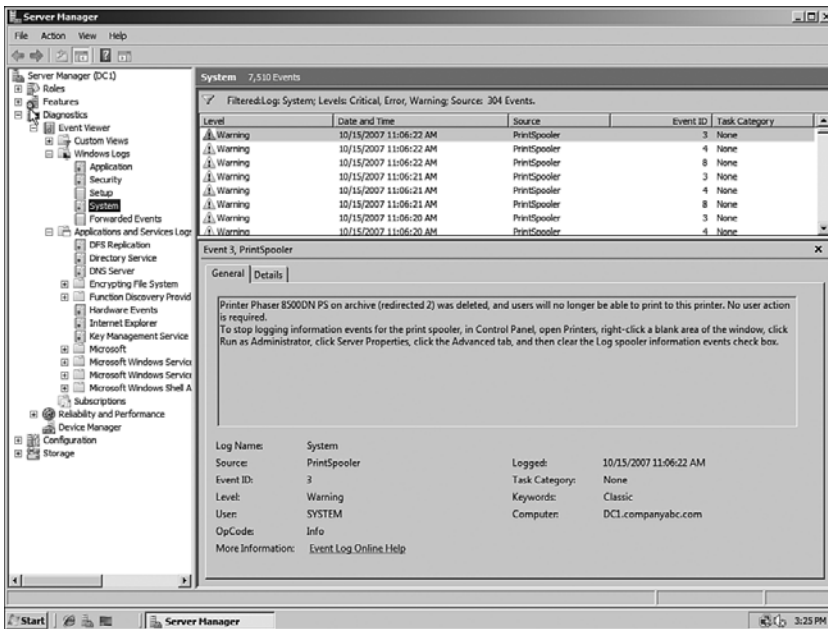 Server Manager
File Action View Help
Server Manager (DC1)
Roles
Features
Diagnostics
Event Viewer
Custom Views
Windows Logs
Application
Security
Setup
System
Forwarded Events
Applications and Services Logs
DFS Replication
Directory Service
DNS Server
Encrypting File System
Function Discovery Provid
Hardware Events
Internet Explorer
Key Management Service
Microsoft
Microsoft Windows Service
Microsoft Windows Service
Microsoft Windows Shell A
Subscriptions
Reliability and Performance
Device Manager
Configuration
Storage
System 7,510 Events
Filtered:Log: System; Levels: Critical, Error, Warning; Source: 304 Events.
Level Date and Time Source Event ID Task Category
Warning 10/15/2007 11:06:22 AM PrintSpooler 3 None
Warning 10/15/2007 11:06:22 AM PrintSpooler 4 None
Warning 10/15/2007 11:06:22 AM PrintSpooler 8 None
Warning 10/15/2007 11:06:21 AM PrintSpooler 3 None
Warning 10/15/2007 11:06:21 AM PrintSpooler 4 None
Warning 10/15/2007 11:06:21 AM PrintSpooler 8 None
Warning 10/15/2007 11:06:20 AM PrintSpooler 3 None
Warning 10/15/2007 11:06:20 AM PrintSpooler 4 None
Event 3, PrintSpooler
General Details
Printer Phaser 8500DN PS on archive (redirected 2) was deleted, and users will no longer be able to print to this printer. No user action
is required.
To stop logging information events for the print spooler, in Control Panel, open Printers, right-click a blank area of the window, click
Run as Administrator, click Server Properties, click the Advanced tab, and then clear the Log spooler information events check box.
Log Name: System
Source: PrintSpooler Logged: 10/15/2007 11:06:22 AM
Event ID: 3 Task Category: None
Level: Warning Keywords: Classic
User: SYSTEM Computer: DC1.companyabc.com
OpCode: Info
More Information: Event Log Online Help
Start Server Manager 3:25 PM